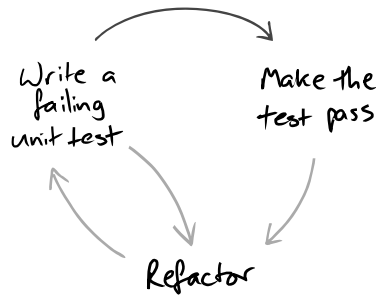 Write a
failing
unit test
Make the
test pass
Refactor